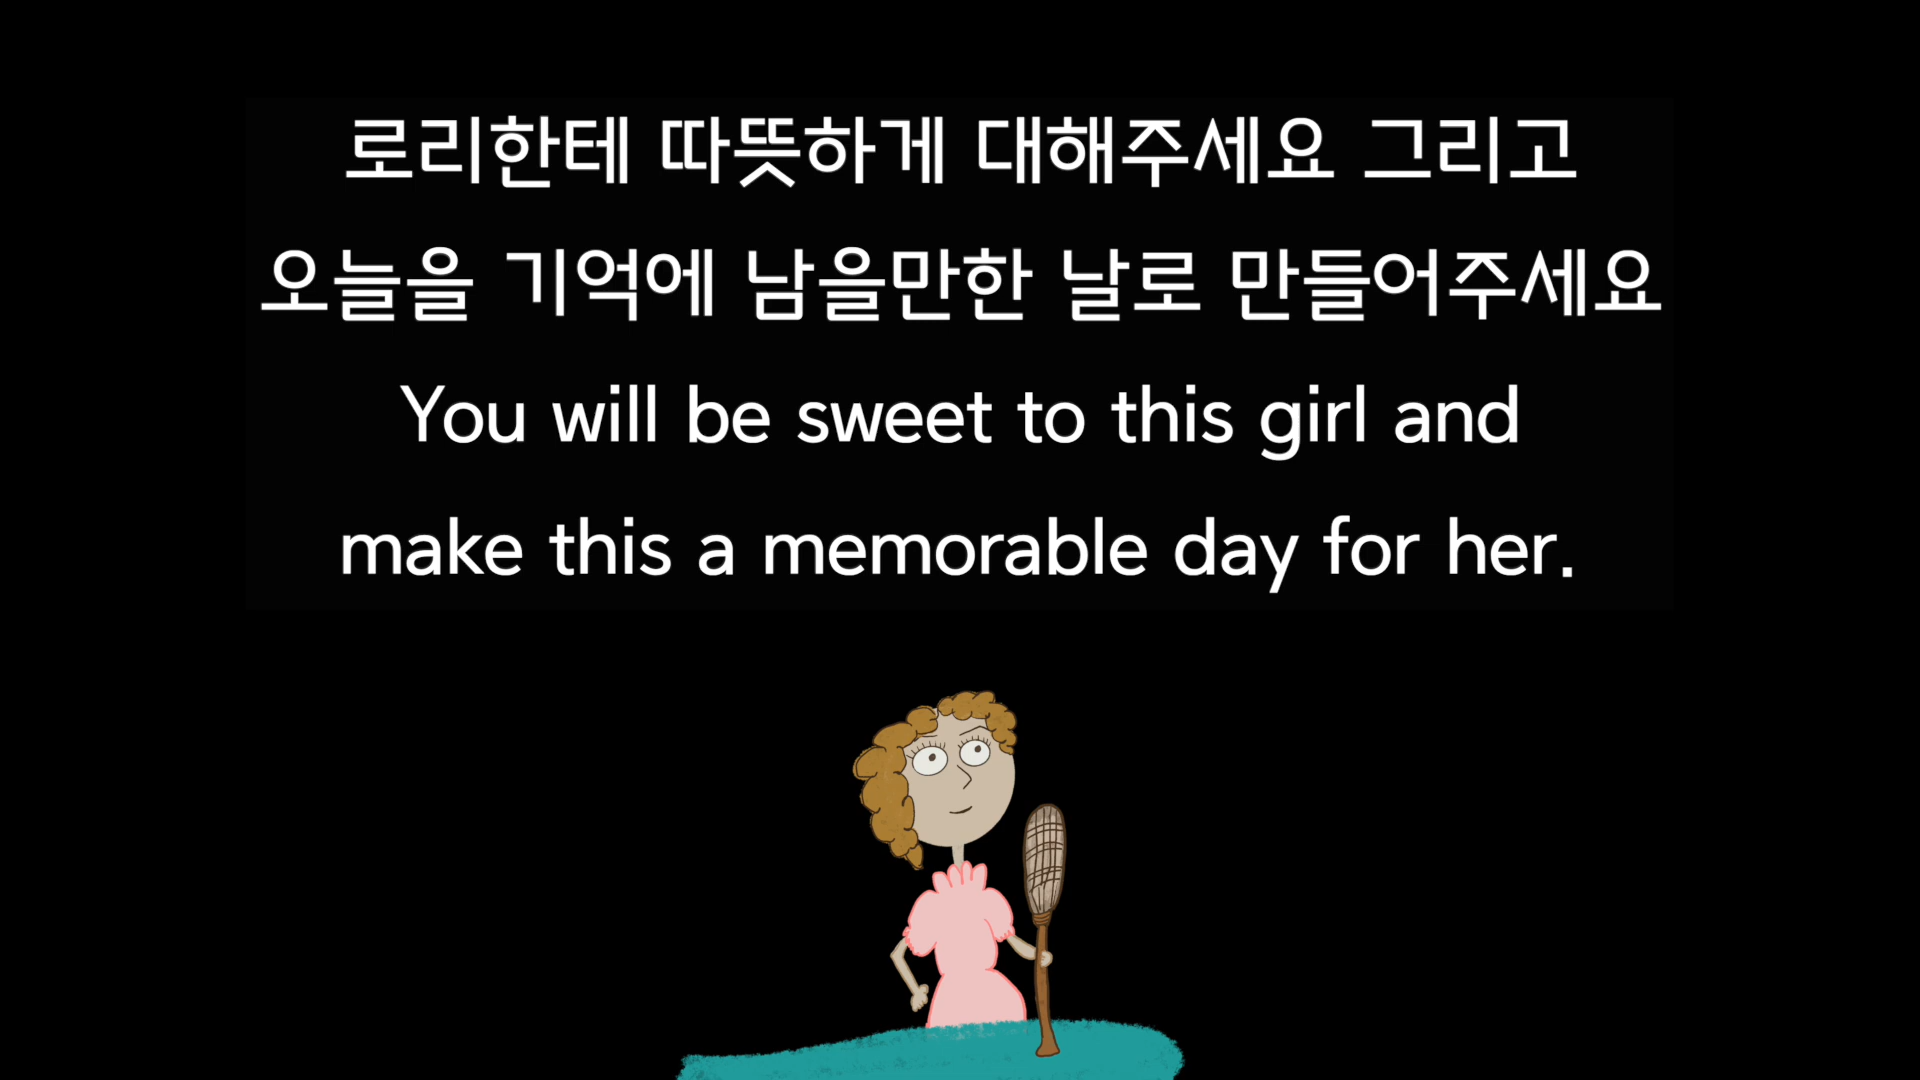 로리한테 따뜻하게 대해주세요 그리고
오늘을 기억에 남을만한 날로 만들어주세요
You will be sweet to this girl and
make this a memorable day for her.